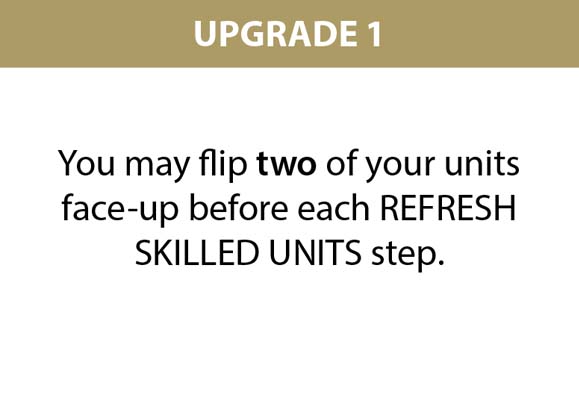 UPGRADE 1
You may flip two of your units
face-up before each REFRESH
SKILLED UNITS step.